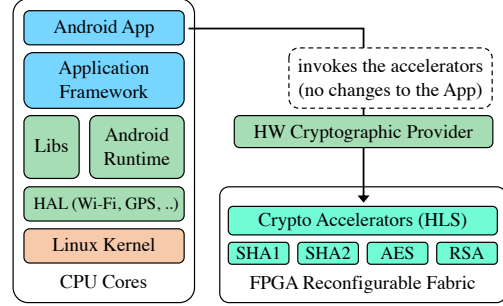 Android App
Application
Framework
Libs
Android
Runtime
HAL (Wi-Fi, GPS, ..)
Linux Kernel
CPU Cores
invokes the accelerators
(no changes to the App)
HW Cryptographic Provider
Crypto Accelerators (HLS)
SHA1 SHA2 AES RSA
FPGA Reconfigurable Fabric